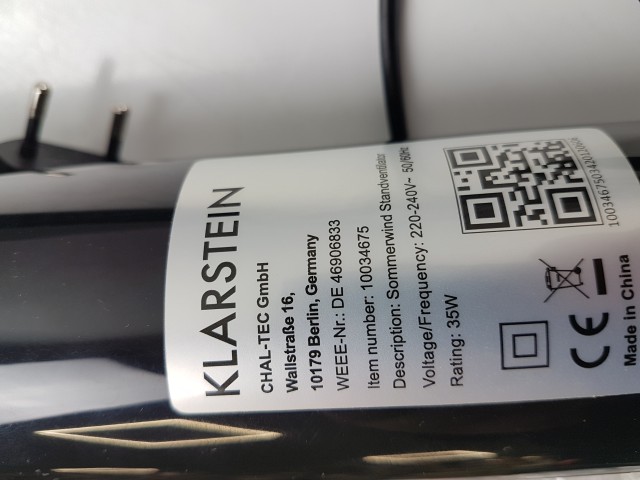 KLARSTEIN
CHAL-TEC GmbH
Wallstraße 16,
10179 Berlin, Germany
WEEE-Nr.: DE 46906833
Item number: 10034675
Description: Sommerwind Standventilator
Voltage/Frequency: 220-240V~ 50/60Hz
Rating: 35W
CE
Made In China